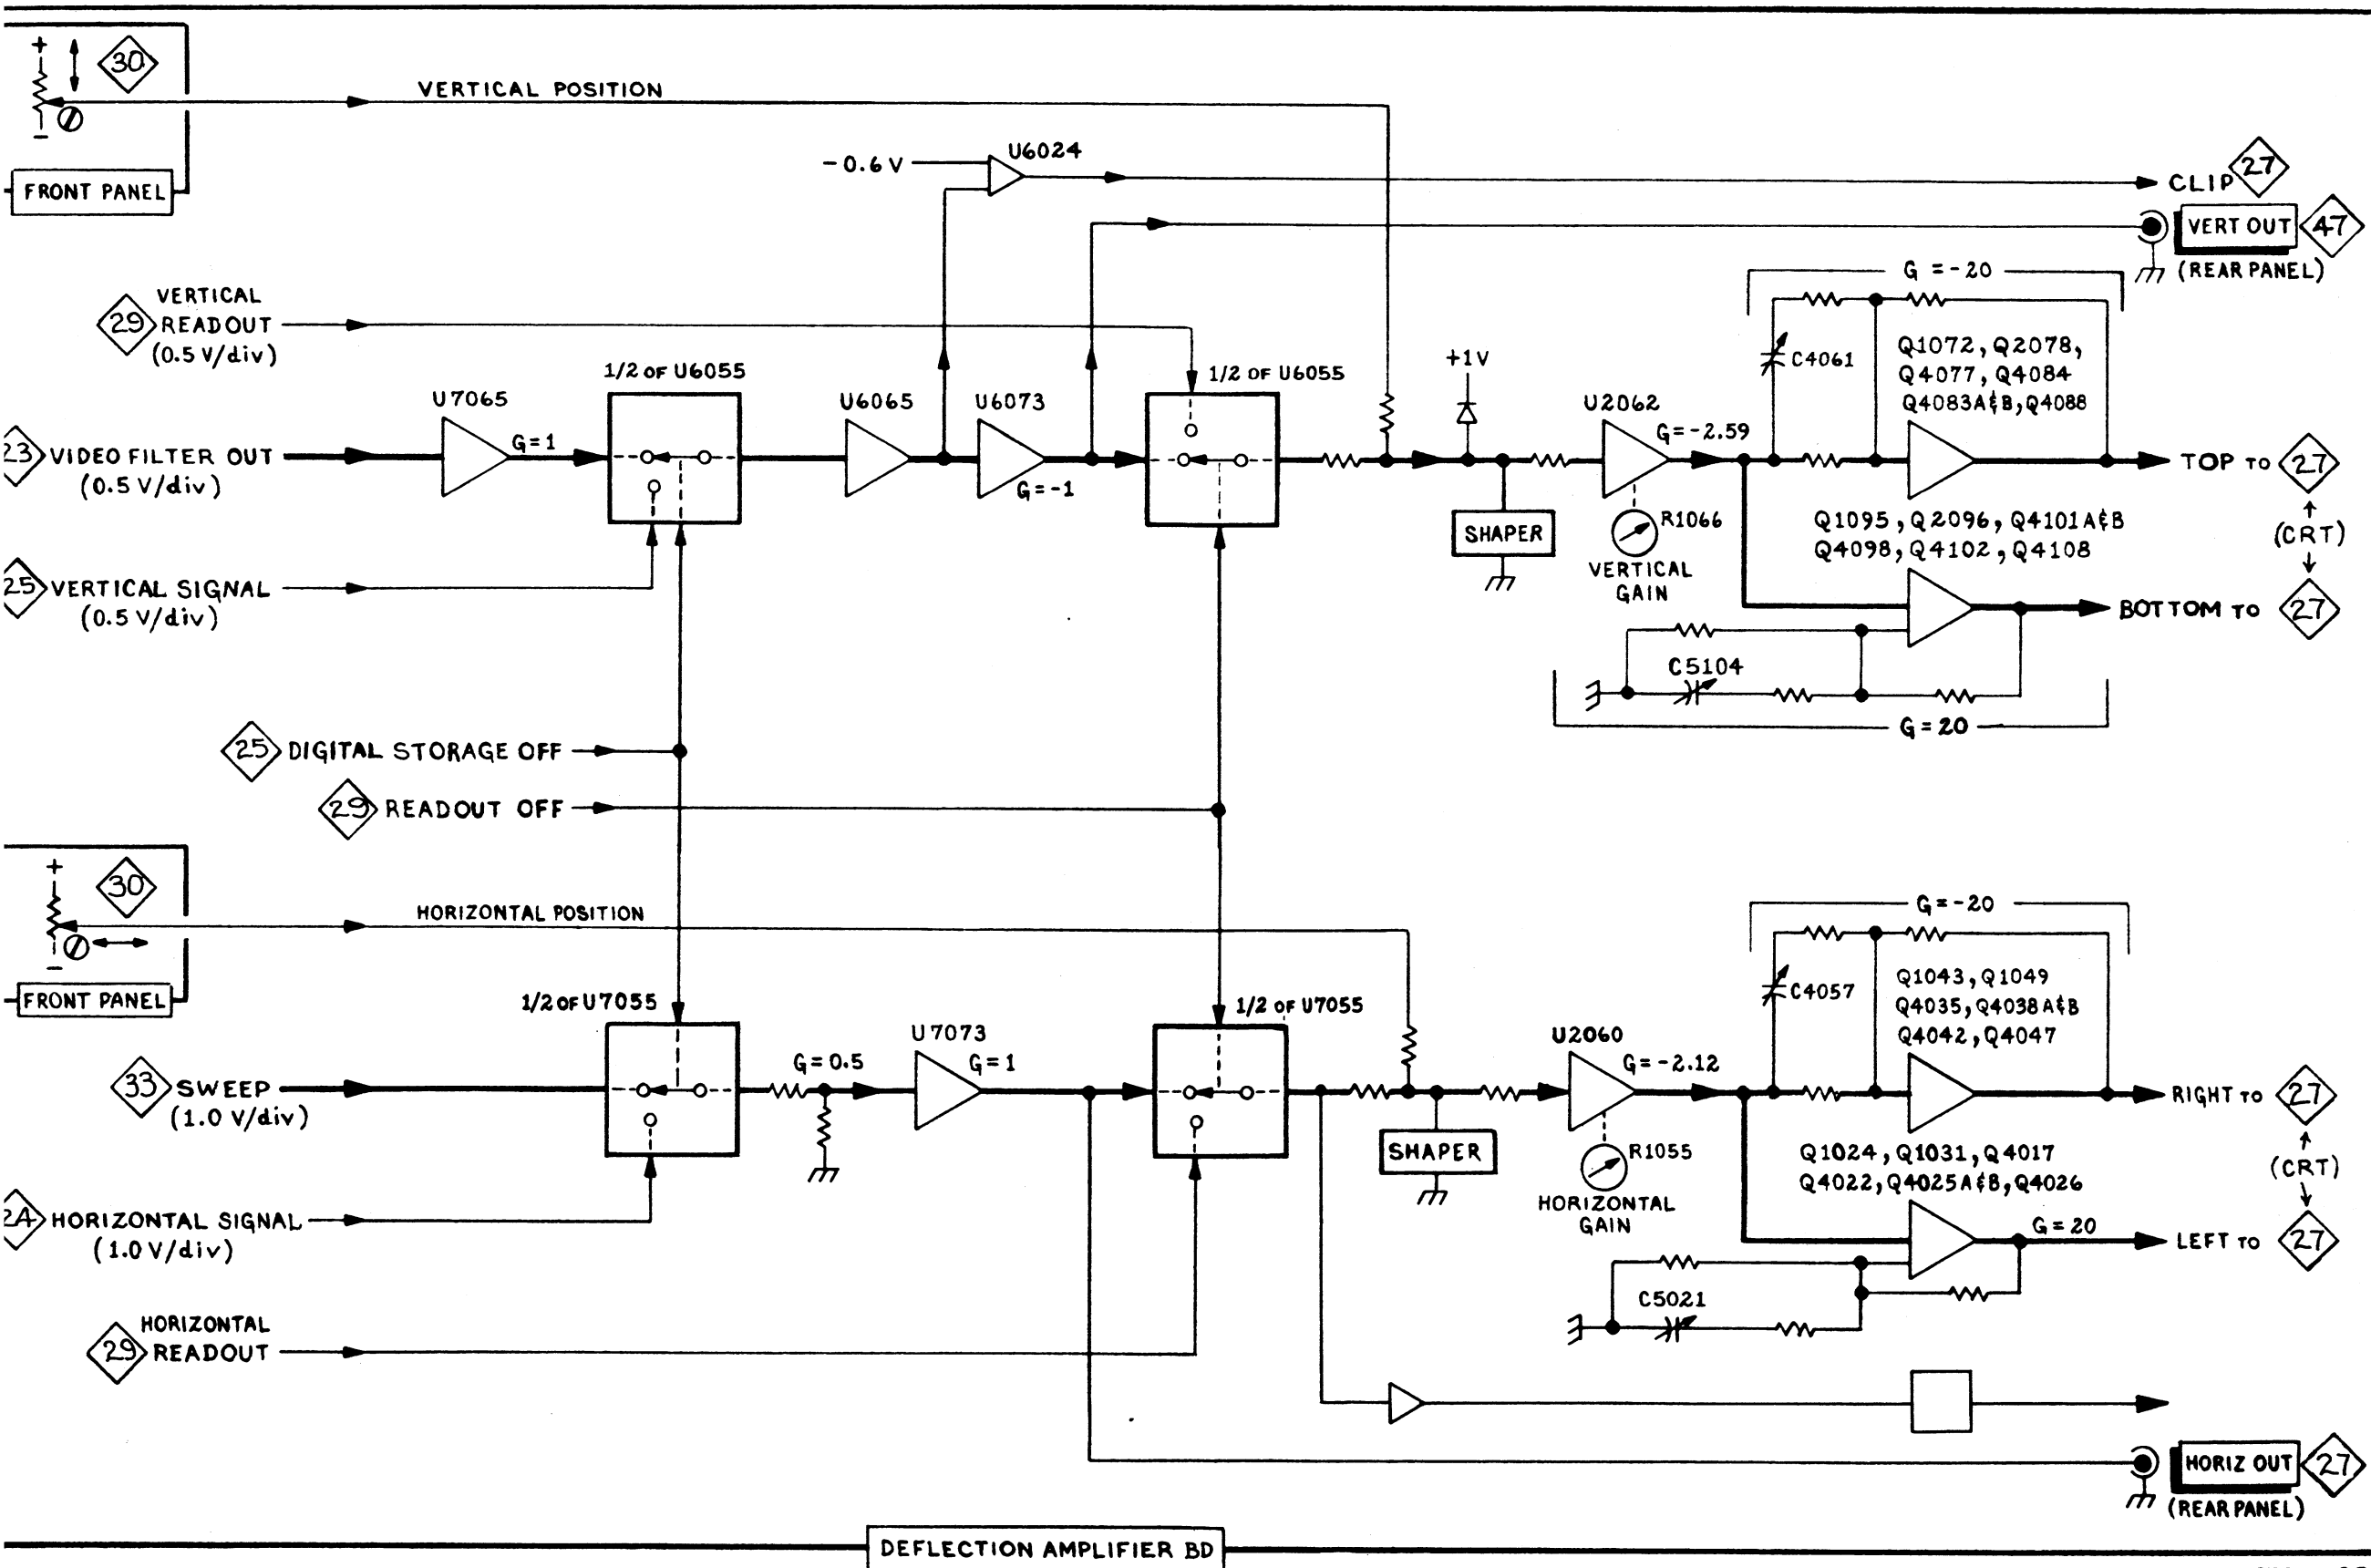 +
30
-
VERTICAL POSITION
FRONT PANEL
-0.6 V
U6024
CLIP 27
VERT OUT 47
(REAR PANEL)
29 VERTICAL
READOUT
(0.5 V/div)
G = -20
C4061
Q1072, Q2078,
Q4077, Q4084
Q4083A&B, Q4088
+1V
1/2 OF U6055
1/2 OF U6055
U7065
G=1
U6065
U6073
G=-1
U2062
G=-2.59
23 VIDEO FILTER OUT
(0.5 V/div)
TOP TO 27
SHAPER
R1066
VERTICAL
GAIN
Q1095, Q2096, Q4101A&B
Q4098, Q4102, Q4108
(CRT)
25 VERTICAL SIGNAL
(0.5 V/div)
BOTTOM TO 27
C5104
G = 20
25 DIGITAL STORAGE OFF
29 READOUT OFF
+
30
-
HORIZONTAL POSITION
FRONT PANEL
G = -20
C4057
Q1043, Q1049
Q4035, Q4038A&B
Q4042, Q4047
1/2 OF U7055
1/2 OF U7055
G=0.5
U7073
G=1
U2060
G=-2.12
33 SWEEP
(1.0 V/div)
RIGHT TO 27
SHAPER
R1055
HORIZONTAL
GAIN
Q1024, Q1031, Q4017
Q4022, Q4025A&B, Q4026
(CRT)
24 HORIZONTAL SIGNAL
(1.0 V/div)
G=20
LEFT TO 27
C5021
29 HORIZONTAL
READOUT
HORIZ OUT 27
(REAR PANEL)
DEFLECTION AMPLIFIER BD